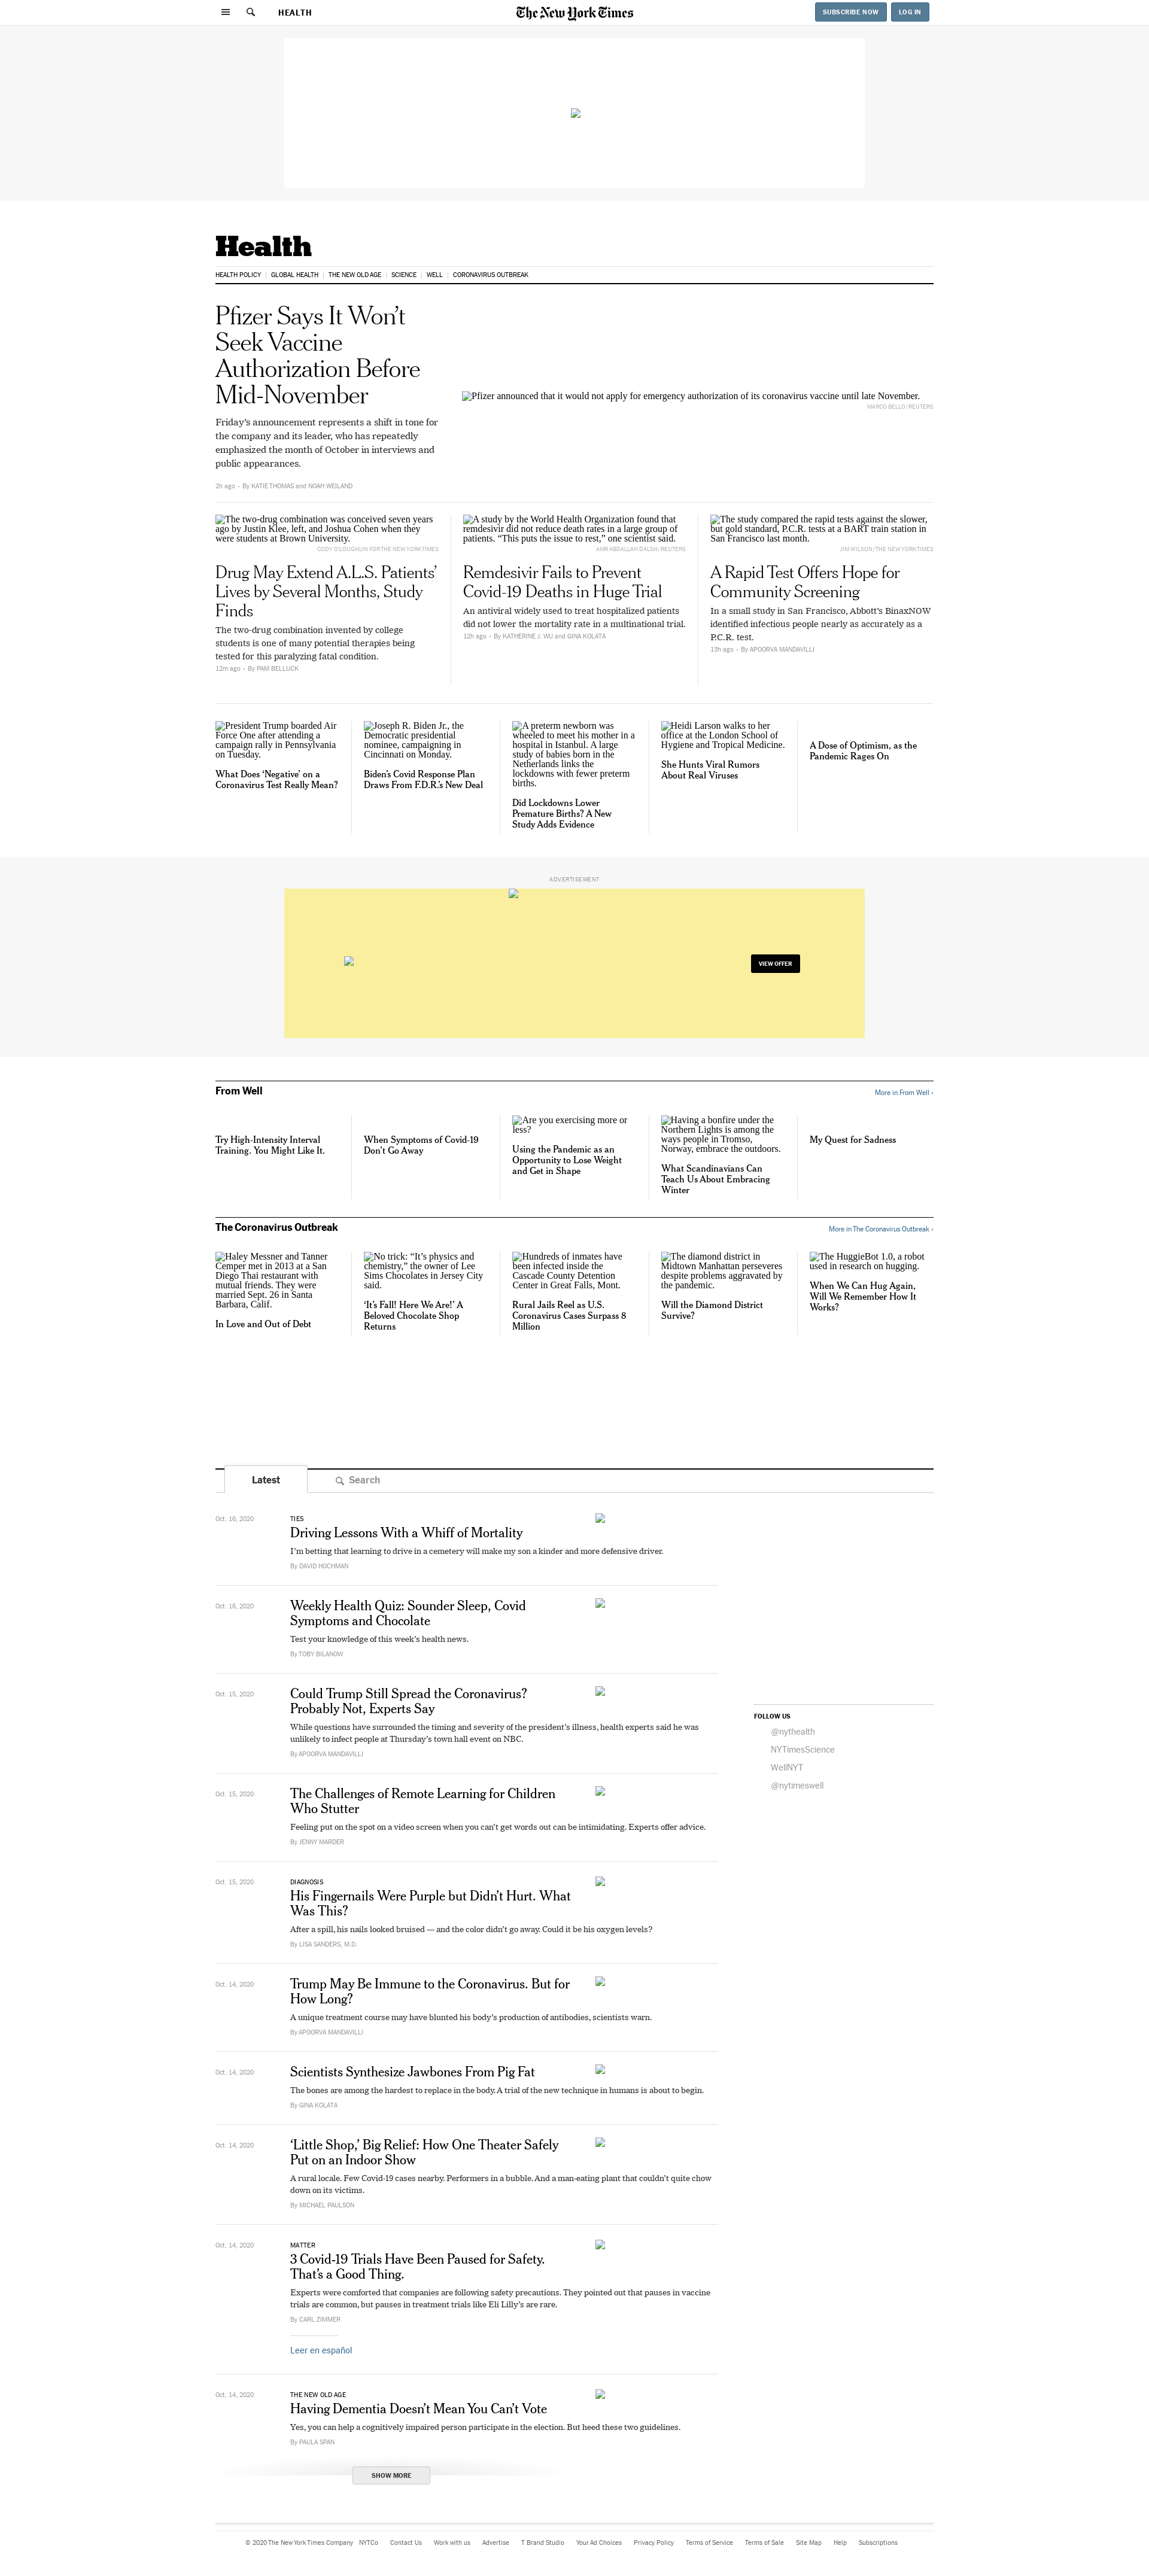 HEALTH
The New York Times
SUBSCRIBE NOW
LOG IN
Health
HEALTH POLICY | GLOBAL HEALTH | THE NEW OLD AGE | SCIENCE | WELL | CORONAVIRUS OUTBREAK
Pfizer Says It Won’t
Seek Vaccine
Authorization Before
Mid-November
Friday’s announcement represents a shift in tone for
the company and its leader, who has repeatedly
emphasized the month of October in interviews and
public appearances.
2h ago • By KATIE THOMAS and NOAH WEILAND
Pfizer announced that it would not apply for emergency authorization of its coronavirus vaccine until late November.
MARCO BELLO/REUTERS
The two-drug combination was conceived seven years
ago by Justin Klee, left, and Joshua Cohen when they
were students at Brown University.
CODY O'LOUGHLIN FOR THE NEW YORK TIMES
Drug May Extend A.L.S. Patients’
Lives by Several Months, Study
Finds
The two-drug combination invented by college
students is one of many potential therapies being
tested for this paralyzing fatal condition.
12m ago • By PAM BELLUCK
A study by the World Health Organization found that
remdesivir did not reduce death rates in a large group of
patients. “This puts the issue to rest,” one scientist said.
AMR ABDALLAH DALSH/REUTERS
Remdesivir Fails to Prevent
Covid-19 Deaths in Huge Trial
An antiviral widely used to treat hospitalized patients
did not lower the mortality rate in a multinational trial.
12h ago • By KATHERINE J. WU and GINA KOLATA
The study compared the rapid tests against the slower,
but gold standard, P.C.R. tests at a BART train station in
San Francisco last month.
JIM WILSON/THE NEW YORK TIMES
A Rapid Test Offers Hope for
Community Screening
In a small study in San Francisco, Abbott’s BinaxNOW
identified infectious people nearly as accurately as a
P.C.R. test.
13h ago • By APOORVA MANDAVILLI
President Trump boarded Air
Force One after attending a
campaign rally in Pennsylvania
on Tuesday.
What Does ‘Negative’ on a
Coronavirus Test Really Mean?
Joseph R. Biden Jr., the
Democratic presidential
nominee, campaigning in
Cincinnati on Monday.
Biden’s Covid Response Plan
Draws From F.D.R.’s New Deal
A preterm newborn was
wheeled to meet his mother in a
hospital in Istanbul. A large
study of babies born in the
Netherlands links the
lockdowns with fewer preterm
births.
Did Lockdowns Lower
Premature Births? A New
Study Adds Evidence
Heidi Larson walks to her
office at the London School of
Hygiene and Tropical Medicine.
She Hunts Viral Rumors
About Real Viruses
A Dose of Optimism, as the
Pandemic Rages On
ADVERTISEMENT
VIEW OFFER
From Well
More in From Well ›
Try High-Intensity Interval
Training. You Might Like It.
When Symptoms of Covid-19
Don’t Go Away
Are you exercising more or
less?
Using the Pandemic as an
Opportunity to Lose Weight
and Get in Shape
Having a bonfire under the
Northern Lights is among the
ways people in Tromso,
Norway, embrace the outdoors.
What Scandinavians Can
Teach Us About Embracing
Winter
My Quest for Sadness
The Coronavirus Outbreak
More in The Coronavirus Outbreak ›
Haley Messner and Tanner
Cemper met in 2013 at a San
Diego Thai restaurant with
mutual friends. They were
married Sept. 26 in Santa
Barbara, Calif.
In Love and Out of Debt
No trick: “It’s physics and
chemistry,” the owner of Lee
Sims Chocolates in Jersey City
said.
‘It’s Fall! Here We Are!’ A
Beloved Chocolate Shop
Returns
Hundreds of inmates have
been infected inside the
Cascade County Detention
Center in Great Falls, Mont.
Rural Jails Reel as U.S.
Coronavirus Cases Surpass 8
Million
The diamond district in
Midtown Manhattan perseveres
despite problems aggravated by
the pandemic.
Will the Diamond District
Survive?
The HuggieBot 1.0, a robot
used in research on hugging.
When We Can Hug Again,
Will We Remember How It
Works?
Latest
Search
Oct. 16, 2020
TIES
Driving Lessons With a Whiff of Mortality
I’m betting that learning to drive in a cemetery will make my son a kinder and more defensive driver.
By DAVID HOCHMAN
Oct. 16, 2020
Weekly Health Quiz: Sounder Sleep, Covid
Symptoms and Chocolate
Test your knowledge of this week’s health news.
By TOBY BILANOW
Oct. 15, 2020
Could Trump Still Spread the Coronavirus?
Probably Not, Experts Say
While questions have surrounded the timing and severity of the president’s illness, health experts said he was
unlikely to infect people at Thursday’s town hall event on NBC.
By APOORVA MANDAVILLI
FOLLOW US
@nythealth
NYTimesScience
WellNYT
@nytimeswell
Oct. 15, 2020
The Challenges of Remote Learning for Children
Who Stutter
Feeling put on the spot on a video screen when you can’t get words out can be intimidating. Experts offer advice.
By JENNY MARDER
Oct. 15, 2020
DIAGNOSIS
His Fingernails Were Purple but Didn’t Hurt. What
Was This?
After a spill, his nails looked bruised — and the color didn’t go away. Could it be his oxygen levels?
By LISA SANDERS, M.D.
Oct. 14, 2020
Trump May Be Immune to the Coronavirus. But for
How Long?
A unique treatment course may have blunted his body’s production of antibodies, scientists warn.
By APOORVA MANDAVILLI
Oct. 14, 2020
Scientists Synthesize Jawbones From Pig Fat
The bones are among the hardest to replace in the body. A trial of the new technique in humans is about to begin.
By GINA KOLATA
Oct. 14, 2020
‘Little Shop,’ Big Relief: How One Theater Safely
Put on an Indoor Show
A rural locale. Few Covid-19 cases nearby. Performers in a bubble. And a man-eating plant that couldn’t quite chow
down on its victims.
By MICHAEL PAULSON
Oct. 14, 2020
MATTER
3 Covid-19 Trials Have Been Paused for Safety.
That’s a Good Thing.
Experts were comforted that companies are following safety precautions. They pointed out that pauses in vaccine
trials are common, but pauses in treatment trials like Eli Lilly’s are rare.
By CARL ZIMMER
Leer en español
Oct. 14, 2020
THE NEW OLD AGE
Having Dementia Doesn’t Mean You Can’t Vote
Yes, you can help a cognitively impaired person participate in the election. But heed these two guidelines.
By PAULA SPAN
SHOW MORE
© 2020 The New York Times Company NYTCo Contact Us Work with us Advertise T Brand Studio Your Ad Choices Privacy Policy Terms of Service Terms of Sale Site Map Help Subscriptions